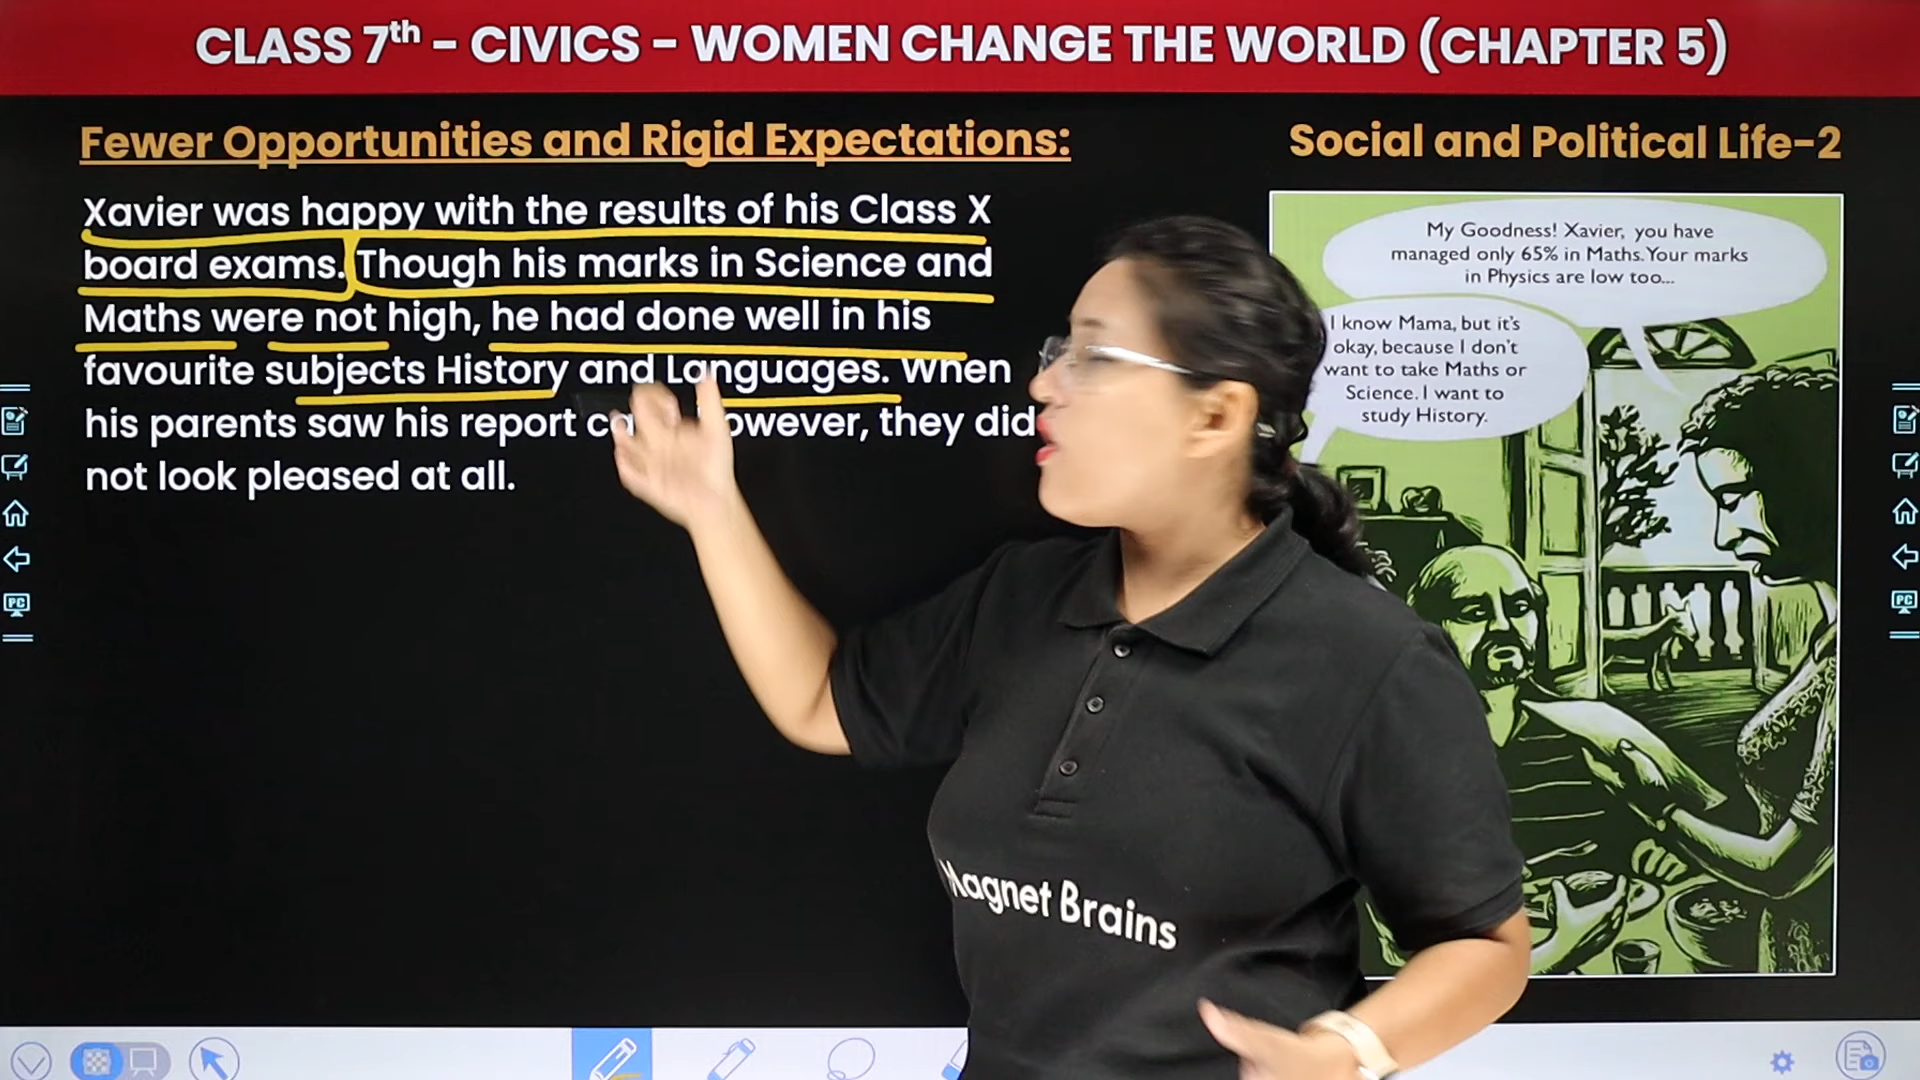 CLASS 7th - CIVICS - WOMEN CHANGE THE WORLD (CHAPTER 5)
Fewer Opportunities and Rigid Expectations:
Xavier was happy with the results of his Class X
board exams. Though his marks in Science and
Maths were not high, he had done well in his
favourite subjects History and Languages. When
his parents saw his report however, they did
not look pleased at all.
Social and Political Life-2
My Goodness! Xavier, you have
managed only 65% in Maths. Your marks
in Physics are low too...
I know Mama, but it's
okay, because I don't
want to take Maths or
Science. I want to
study History.
Magnet Brains
PC
PC